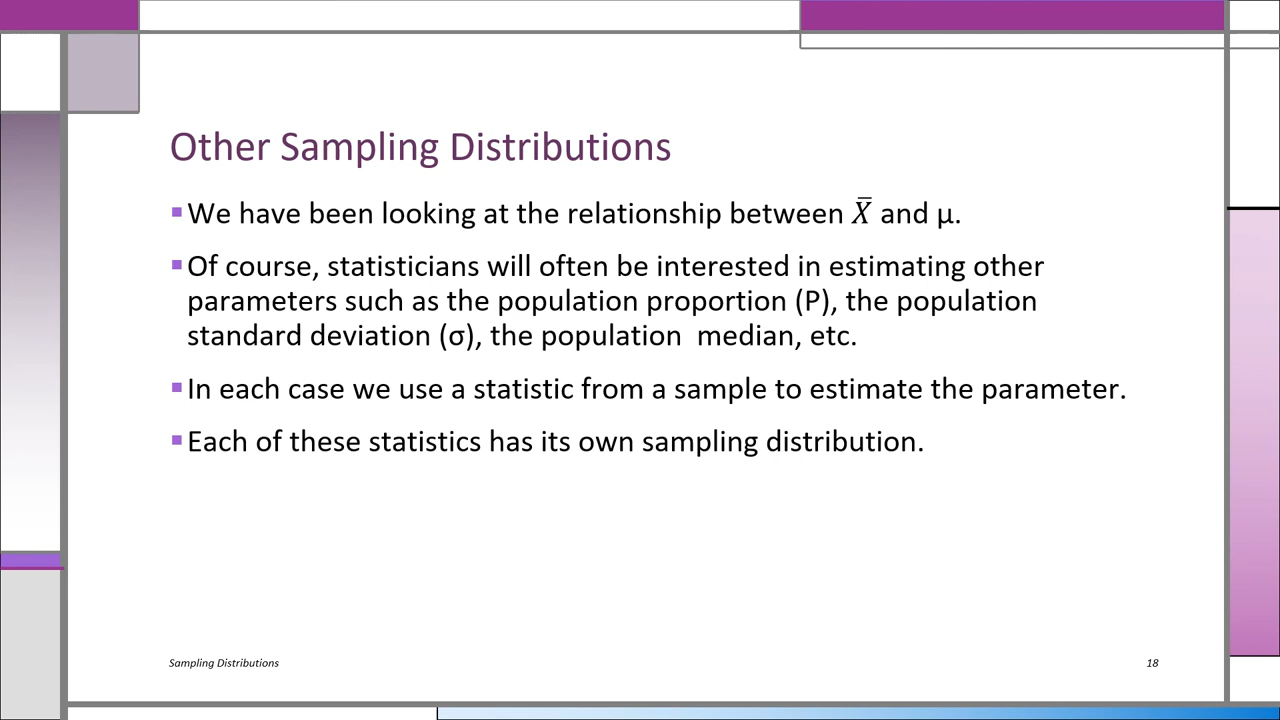 Other Sampling Distributions
▪We have been looking at the relationship between X̄ and µ.
▪Of course, statisticians will often be interested in estimating other
parameters such as the population proportion (P), the population
standard deviation (σ), the population  median, etc.
▪In each case we use a statistic from a sample to estimate the parameter.
▪Each of these statistics has its own sampling distribution.
Sampling Distributions
18